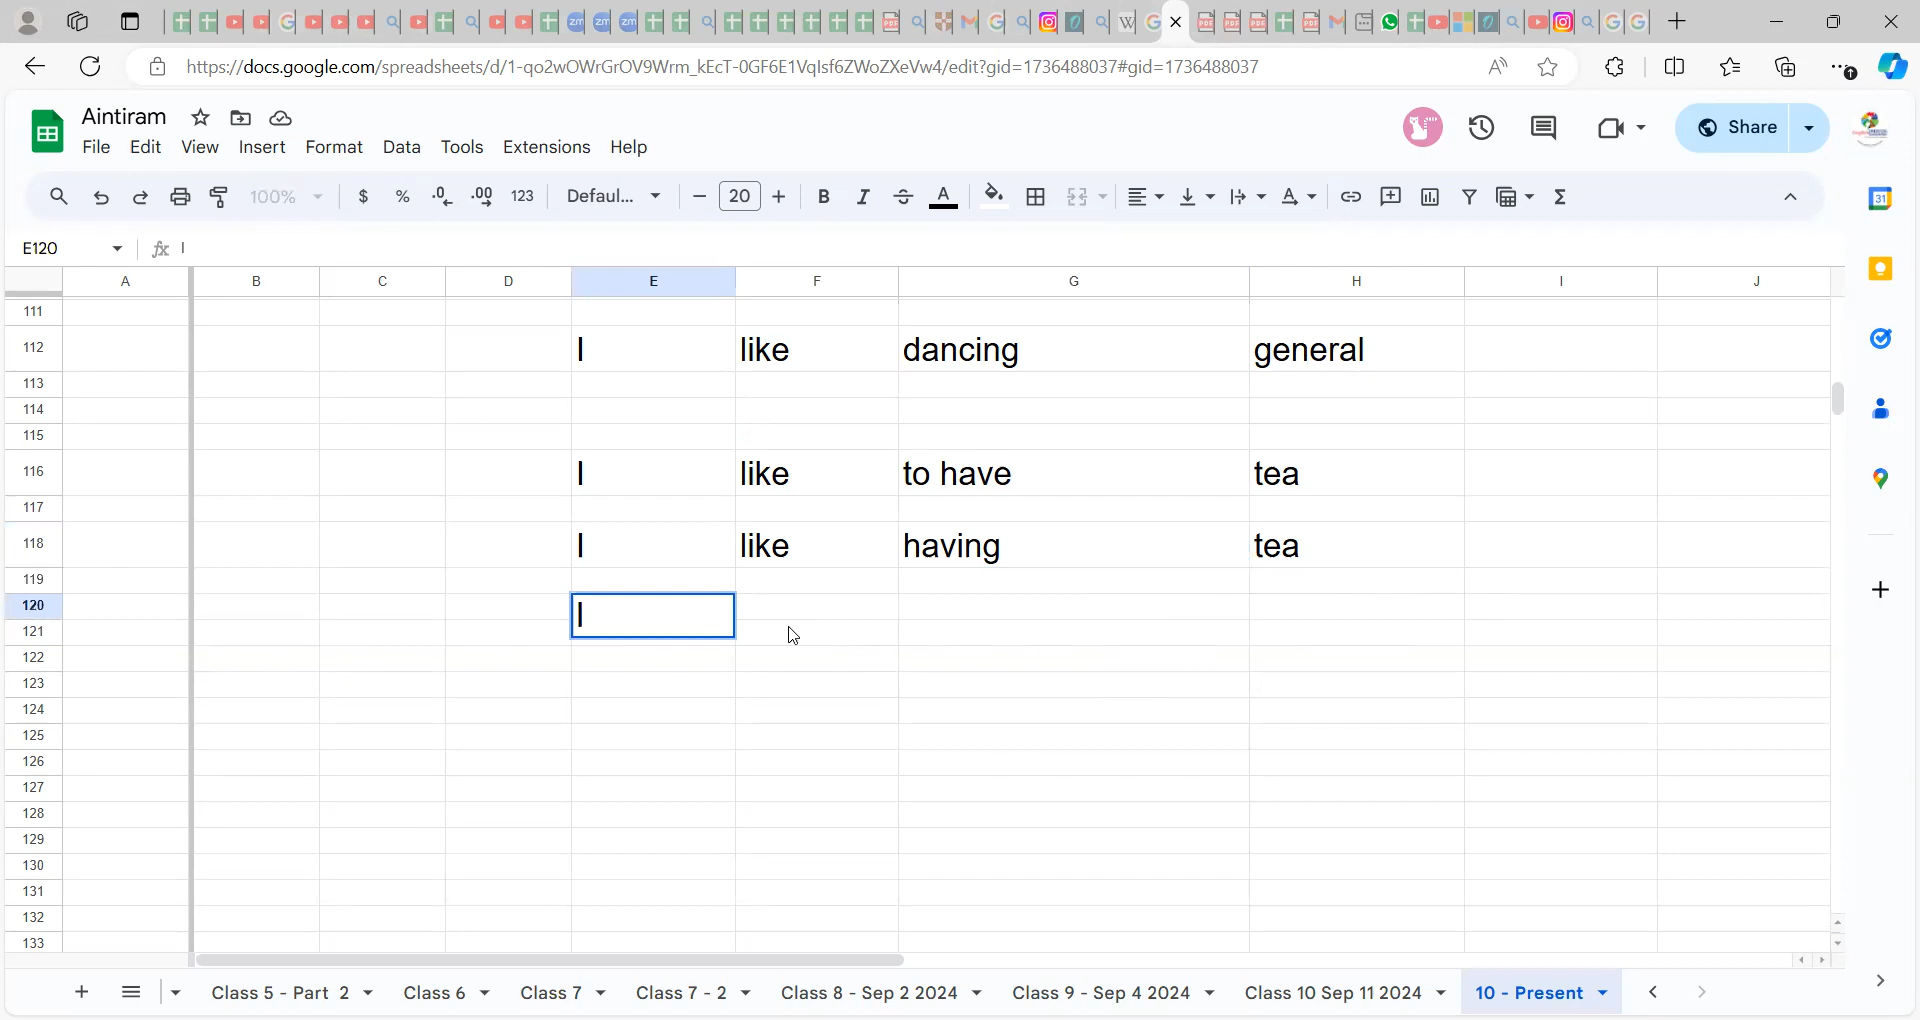 https://docs.google.com/spreadsheets/d/1-qo2wOWrGrOV9Wrm_kEcT-0GF6E1VqIsf6ZWoZXeVw4/edit?gid=1736488037#gid=1736488037
Aintiram
Share
File Edit View Insert Format Data Tools Extensions Help
100% $ % .0 .00 123 Defaul... 20 B I A Σ
31
E120 fx I
A B C D E F G H I J
111
112 I like dancing general
113
114
115
116 I like to have tea
117
118 I like having tea
119
120 I
121
122
123
124
125
126
127
128
129
130
131
132
133
Class 5 - Part 2 Class 6 Class 7 Class 7 - 2 Class 8 - Sep 2 2024 Class 9 - Sep 4 2024 Class 10 Sep 11 2024 10 - Present